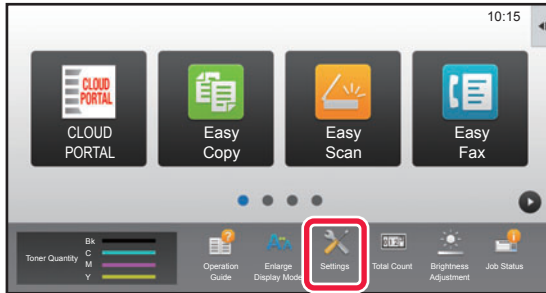 10:15
CLOUD
PORTAL
CLOUD
PORTAL
Easy
Copy
Easy
Scan
Easy
Fax
Toner Quantity
Bk
C
M
Y
Operation
Guide
Enlarge
Display Mode
Settings
Total Count
Brightness
Adjustment
Job Status